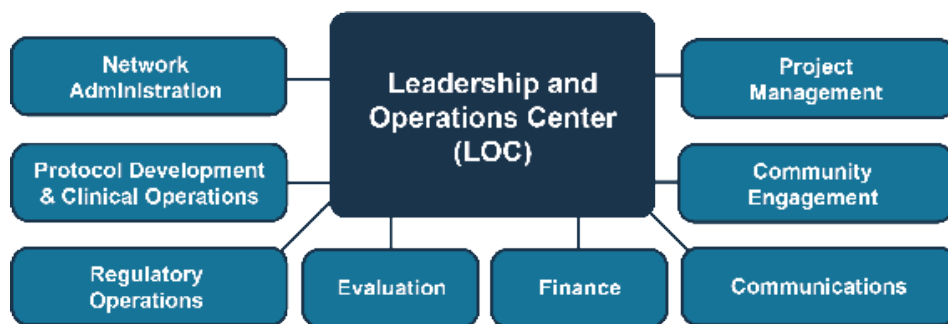 Network
Administration
Leadership and
Operations Center
(LOC)
Project
Management
Protocol Development
& Clinical Operations
Community
Engagement
Regulatory
Operations
Evaluation
Finance
Communications